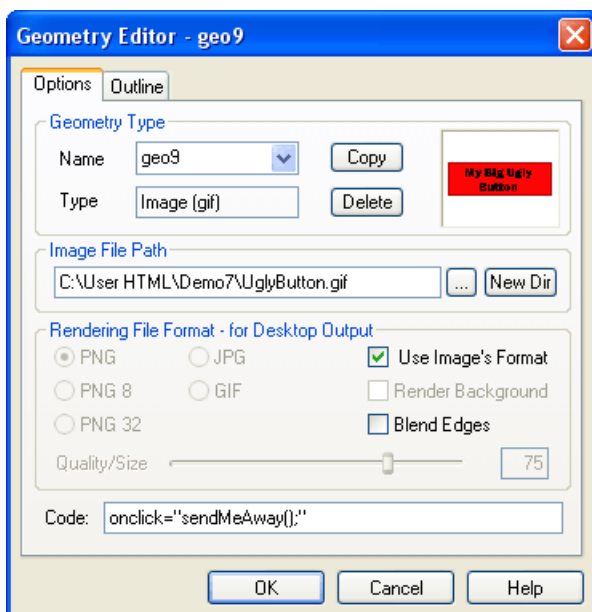 Geometry Editor - geo9
Options Outline
Geometry Type
Name geo9 Copy
Type Image (gif) Delete
My Big Ugly
Button
Image File Path
C:\User HTML\Demo7\UglyButton.gif ... New Dir
Rendering File Format - for Desktop Output
PNG JPG Use Image's Format
PNG 8 GIF Render Background
PNG 32 Blend Edges
Quality/Size 75
Code: onclick="sendMeAway();"
OK Cancel Help